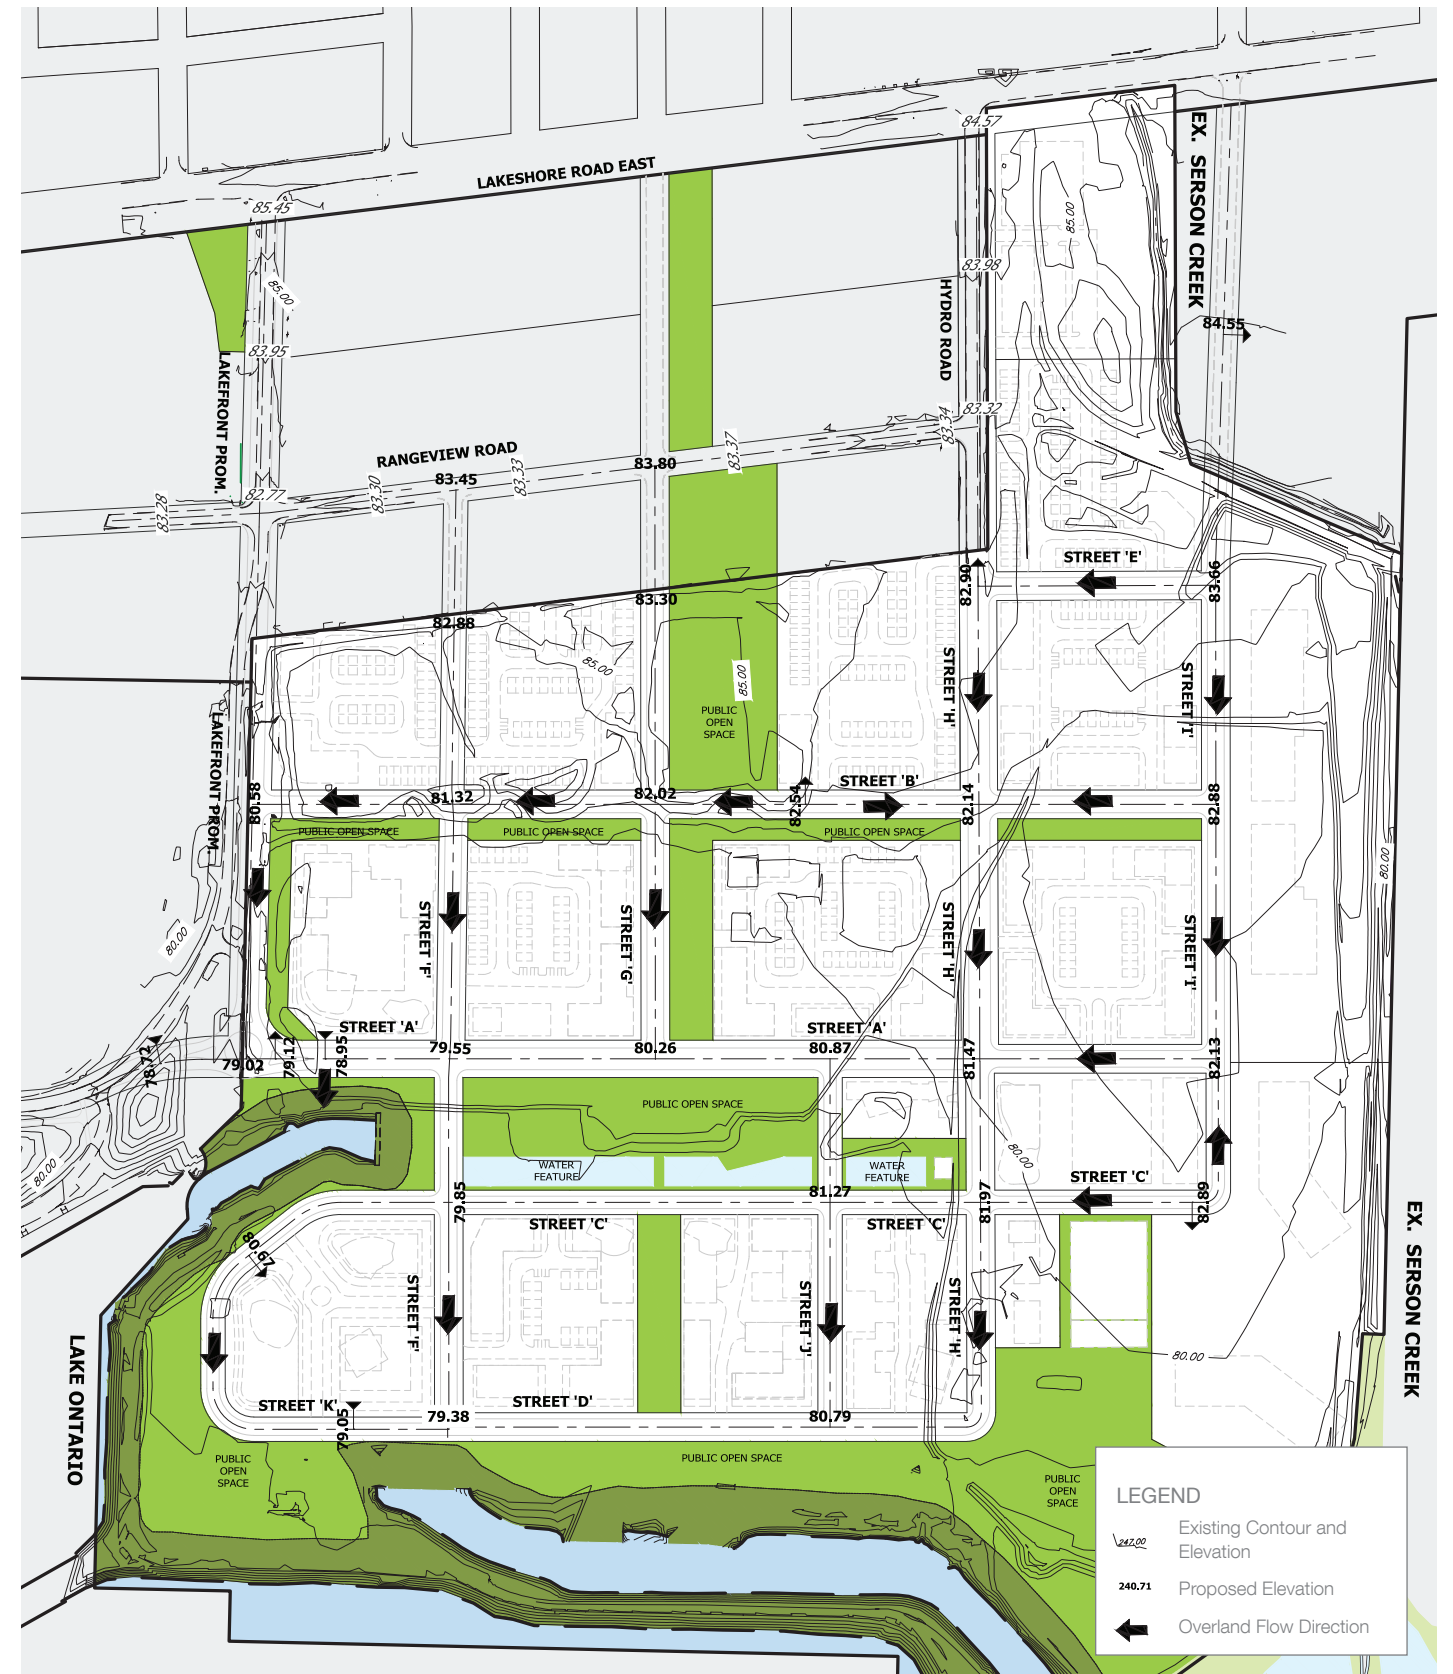 84.57
EX. SERSON CREEK
LAKESHORE ROAD EAST
85.45
85.00
83.98
85.00
HYDRO ROAD
84.55
83.95
LAKEFRONT PROM.
83.32
83.34
RANGEVIEW ROAD
83.37
83.80
83.45
83.33
83.30
82.77
83.28
STREET 'E'
82.90
83.66
83.30
82.88
85.00
85.00
STREET 'H'
STREET 'I'
PUBLIC
OPEN
SPACE
LAKEFRONT PROM.
STREET 'B'
80.58
81.32
82.02
82.54
82.14
82.88
PUBLIC OPEN SPACE
PUBLIC OPEN SPACE
PUBLIC OPEN SPACE
80.00
80.00
STREET 'F'
STREET 'G'
STREET 'H'
STREET 'I'
STREET 'A'
STREET 'A'
78.72
79.02
79.12
78.95
79.55
80.26
80.87
81.47
82.13
PUBLIC OPEN SPACE
80.00
80.00
WATER
FEATURE
WATER
FEATURE
STREET 'C'
79.85
81.27
81.97
82.89
STREET 'C'
STREET 'C'
80.67
EX. SERSON CREEK
STREET 'F'
STREET 'J'
STREET 'H'
80.00
LAKE ONTARIO
STREET 'K'
STREET 'D'
79.05
79.38
80.79
PUBLIC
OPEN
SPACE
PUBLIC OPEN SPACE
PUBLIC
OPEN
SPACE
LEGEND
247.00
Existing Contour and
Elevation
240.71
Proposed Elevation
Overland Flow Direction